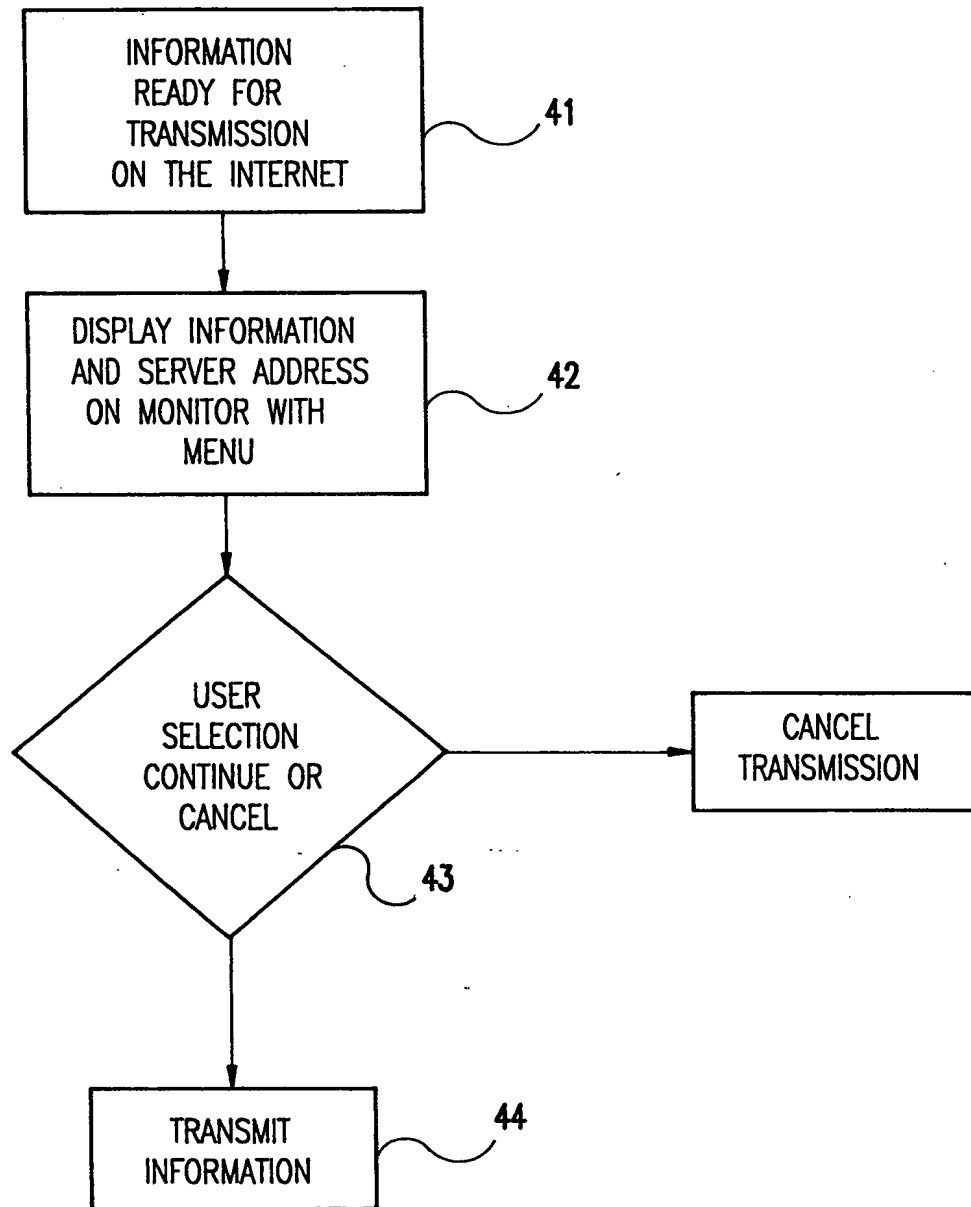 INFORMATION
READY FOR
TRANSMISSION
ON THE INTERNET
41
DISPLAY INFORMATION
AND SERVER ADDRESS
ON MONITOR WITH
MENU
42
USER
SELECTION
CONTINUE OR
CANCEL
43
CANCEL
TRANSMISSION
TRANSMIT
INFORMATION
44